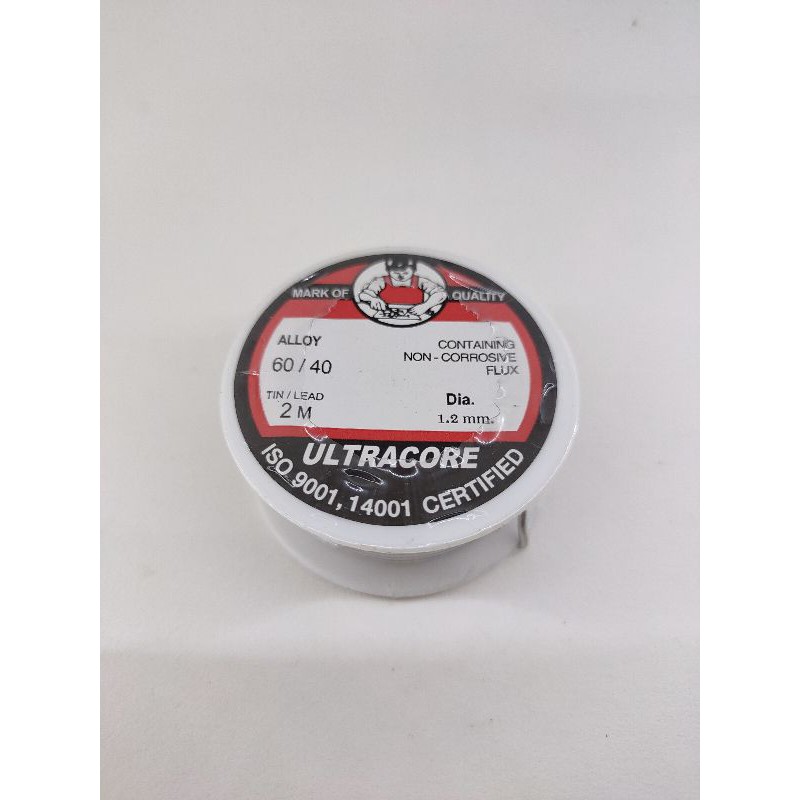 MARK OF QUALITY
ALLOY
60 / 40
TIN / LEAD
2 M
CONTAINING
NON - CORROSIVE
FLUX
Dia.
1.2 mm.
ULTRACORE
ISO 9001, 14001 CERTIFIED